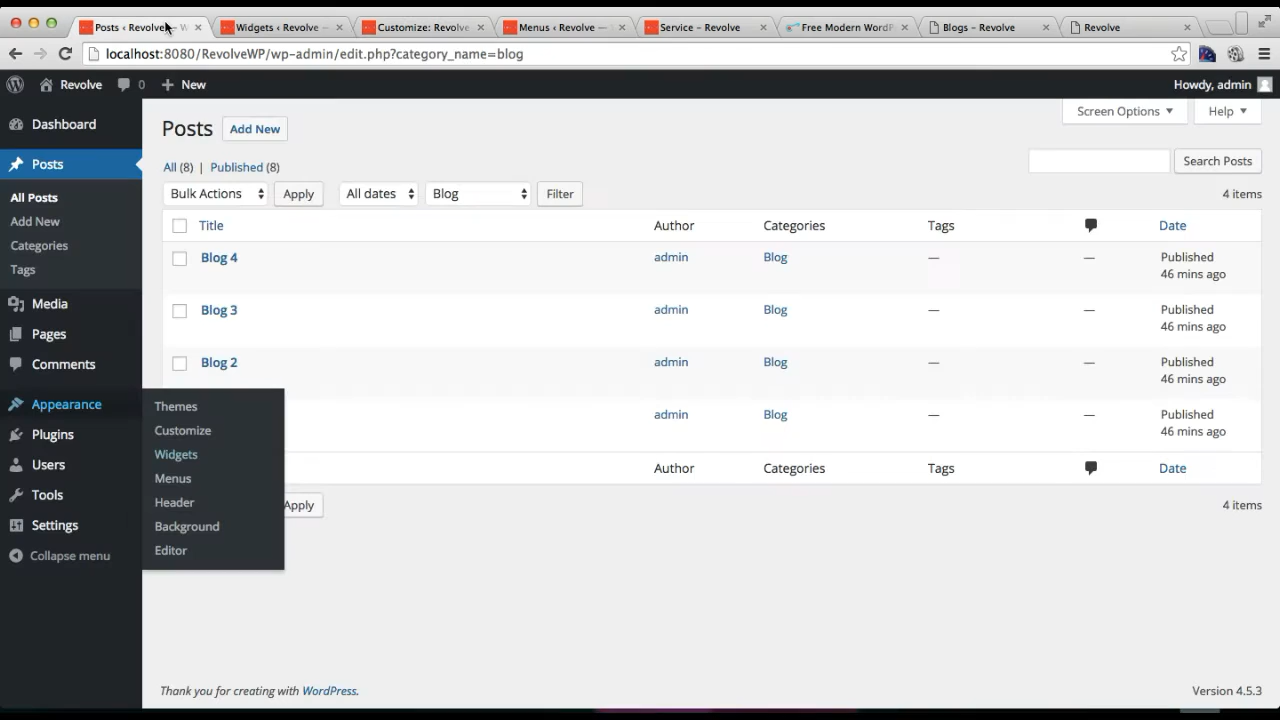 Posts ‹ Revolve — W
Widgets ‹ Revolve —
Customize: Revolve
Menus ‹ Revolve —
Service – Revolve
Free Modern WordP
Blogs – Revolve
Revolve
localhost:8080/RevolveWP/wp-admin/edit.php?category_name=blog
Revolve 0 New
Howdy, admin
Dashboard
Posts
All Posts
Add New
Categories
Tags
Media
Pages
Comments
Appearance
Plugins
Users
Tools
Settings
Collapse menu
Themes
Customize
Widgets
Menus
Header
Background
Editor
Screen Options Help
Posts Add New
All (8) | Published (8)
Search Posts
Bulk Actions Apply All dates Blog Filter
4 items
Title Author Categories Tags Date
Blog 4 admin Blog — — Published
46 mins ago
Blog 3 admin Blog — — Published
46 mins ago
Blog 2 admin Blog — — Published
46 mins ago
admin Blog — — Published
46 mins ago
Author Categories Tags Date
Apply
4 items
Thank you for creating with WordPress.
Version 4.5.3